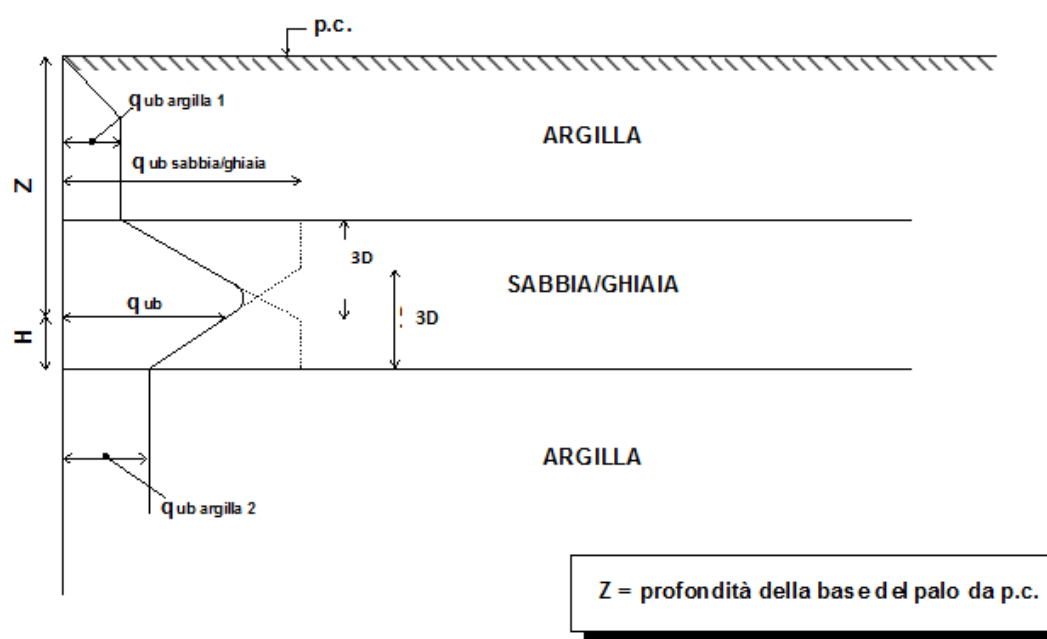 p.c.
q ub argilla 1
ARGILLA
q ub sabbia/ghiaia
Z
3D
SABBIA/GHIAIA
q ub
3D
H
ARGILLA
q ub argilla 2
Z = profondità della base del palo da p.c.